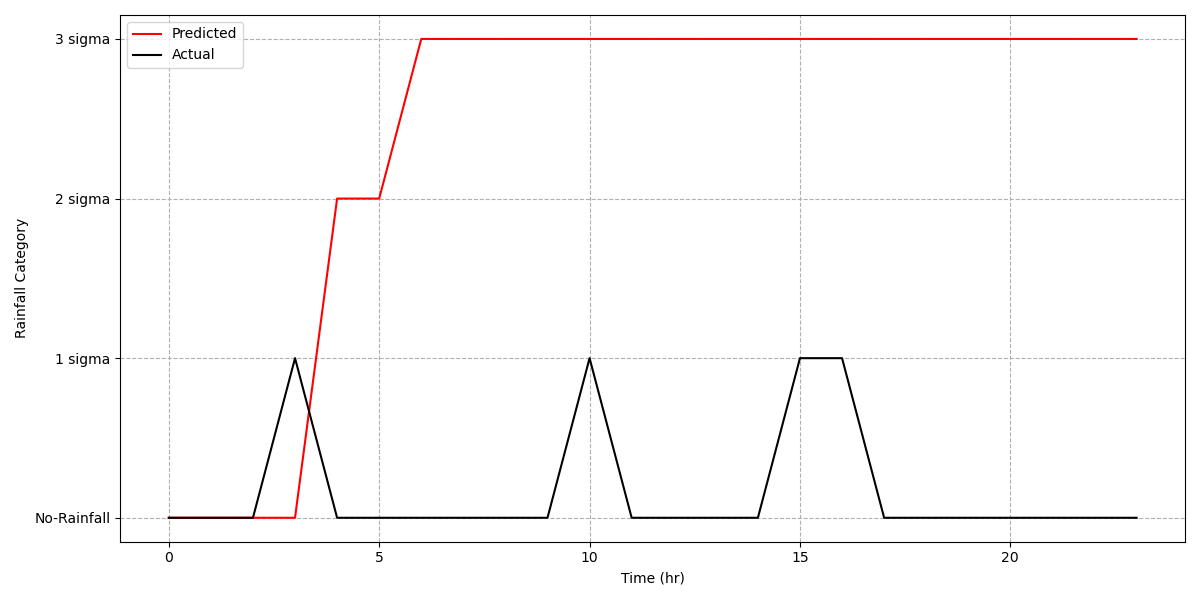 Predicted
Actual
3 sigma
2 sigma
1 sigma
No-Rainfall
Rainfall Category
0
5
10
15
20
Time (hr)